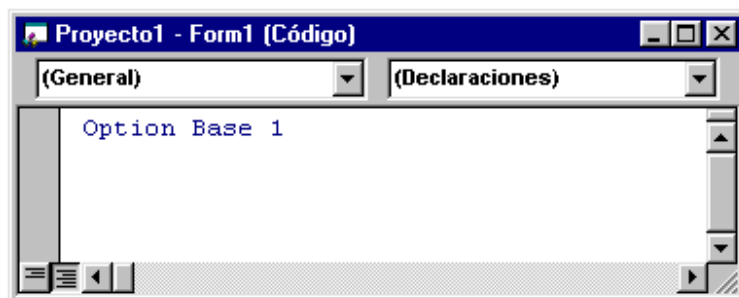 Proyecto1 - Form1 (Código)
(General)
(Declaraciones)
Option Base 1